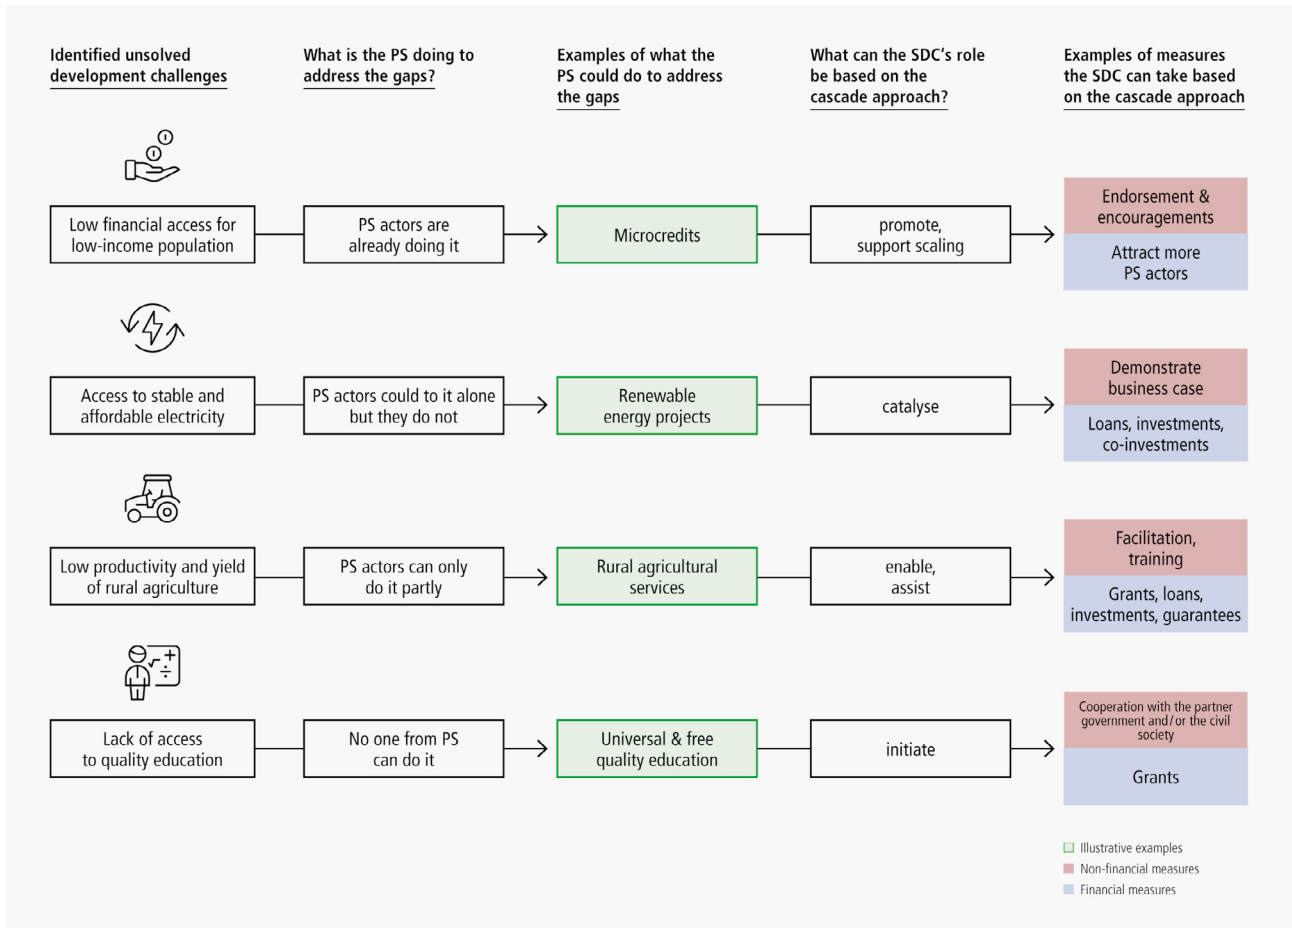 Identified unsolved
development challenges
What is the PS doing to
address the gaps?
Examples of what the
PS could do to address
the gaps
What can the SDC‘s role
be based on the
cascade approach?
Examples of measures
the SDC can take based
on the cascade approach
Low financial access for
low-income population
PS actors are
already doing it
Microcredits
promote,
support scaling
Endorsement &
encouragements
Attract more
PS actors
Access to stable and
affordable electricity
PS actors could to it alone
but they do not
Renewable
energy projects
catalyse
Demonstrate
business case
Loans, investments,
co-investments
Low productivity and yield
of rural agriculture
PS actors can only
do it partly
Rural agricultural
services
enable,
assist
Facilitation,
training
Grants, loans,
investments, guarantees
Lack of access
to quality education
No one from PS
can do it
Universal & free
quality education
initiate
Cooperation with the partner
government and/or the civil
society
Grants
Illustrative examples
Non-financial measures
Financial measures